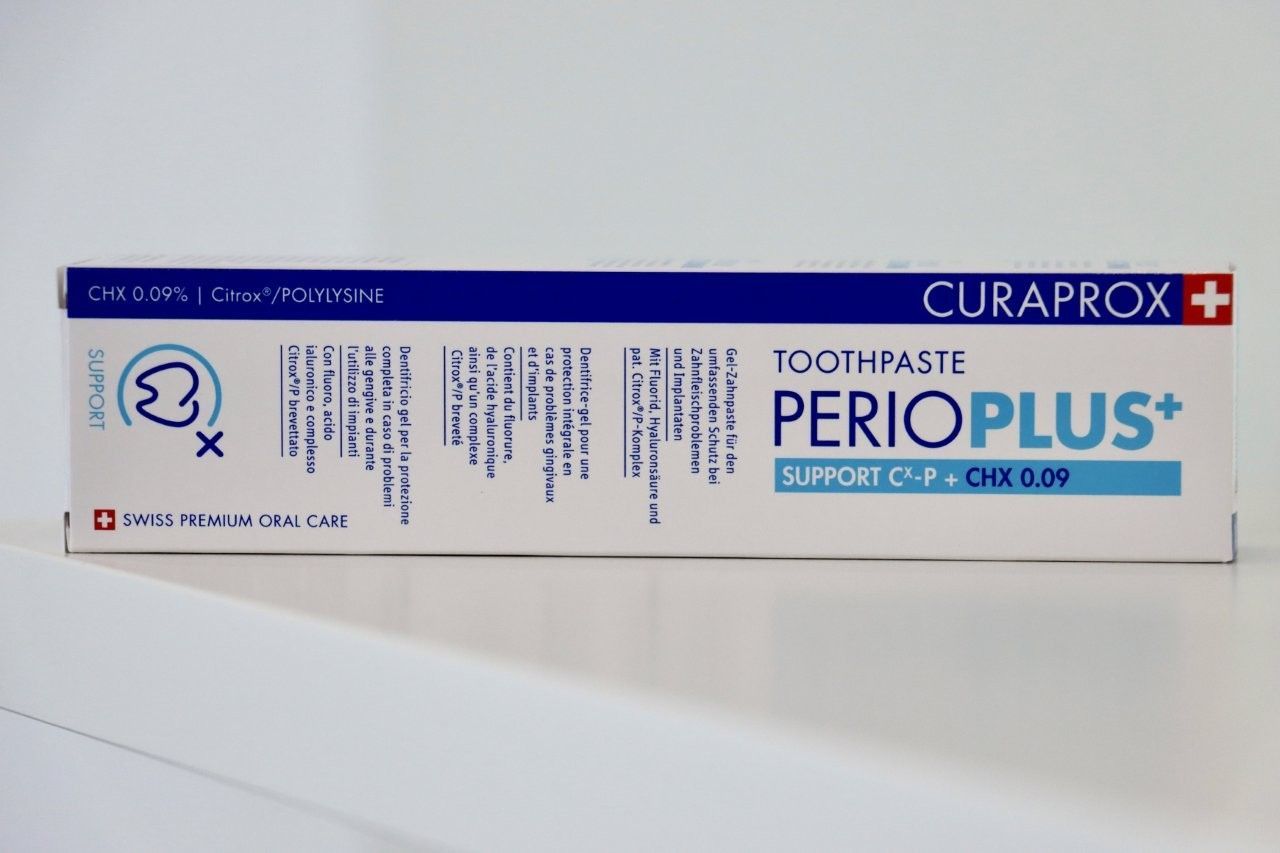 CHX 0.09% | Citrox®/POLYLYSINE
CURAPROX
TOOTHPASTE
PERIOPLUS+
SUPPORT Cˣ-P + CHX 0.09
Gel-Zahnpaste für den
umfassenden Schutz bei
Zahnfleischproblemen
und Implantaten
Mit Fluorid, Hyaluronsäure und
pat. Citrox®/P-Komplex
Dentifrice-gel pour une
protection intégrale en
cas de problèmes gingivaux
et d'implants
Contient du fluorure,
de l'acide hyaluronique
ainsi qu'un complexe
Citrox®/P breveté
Dentifricio gel per la protezione
completa in caso di problemi
alle gengive e durante
l'utilizzo di impianti
Con fluoro, acido
ialuronico e complesso
Citrox®/P brevettato
SUPPORT
SWISS PREMIUM ORAL CARE